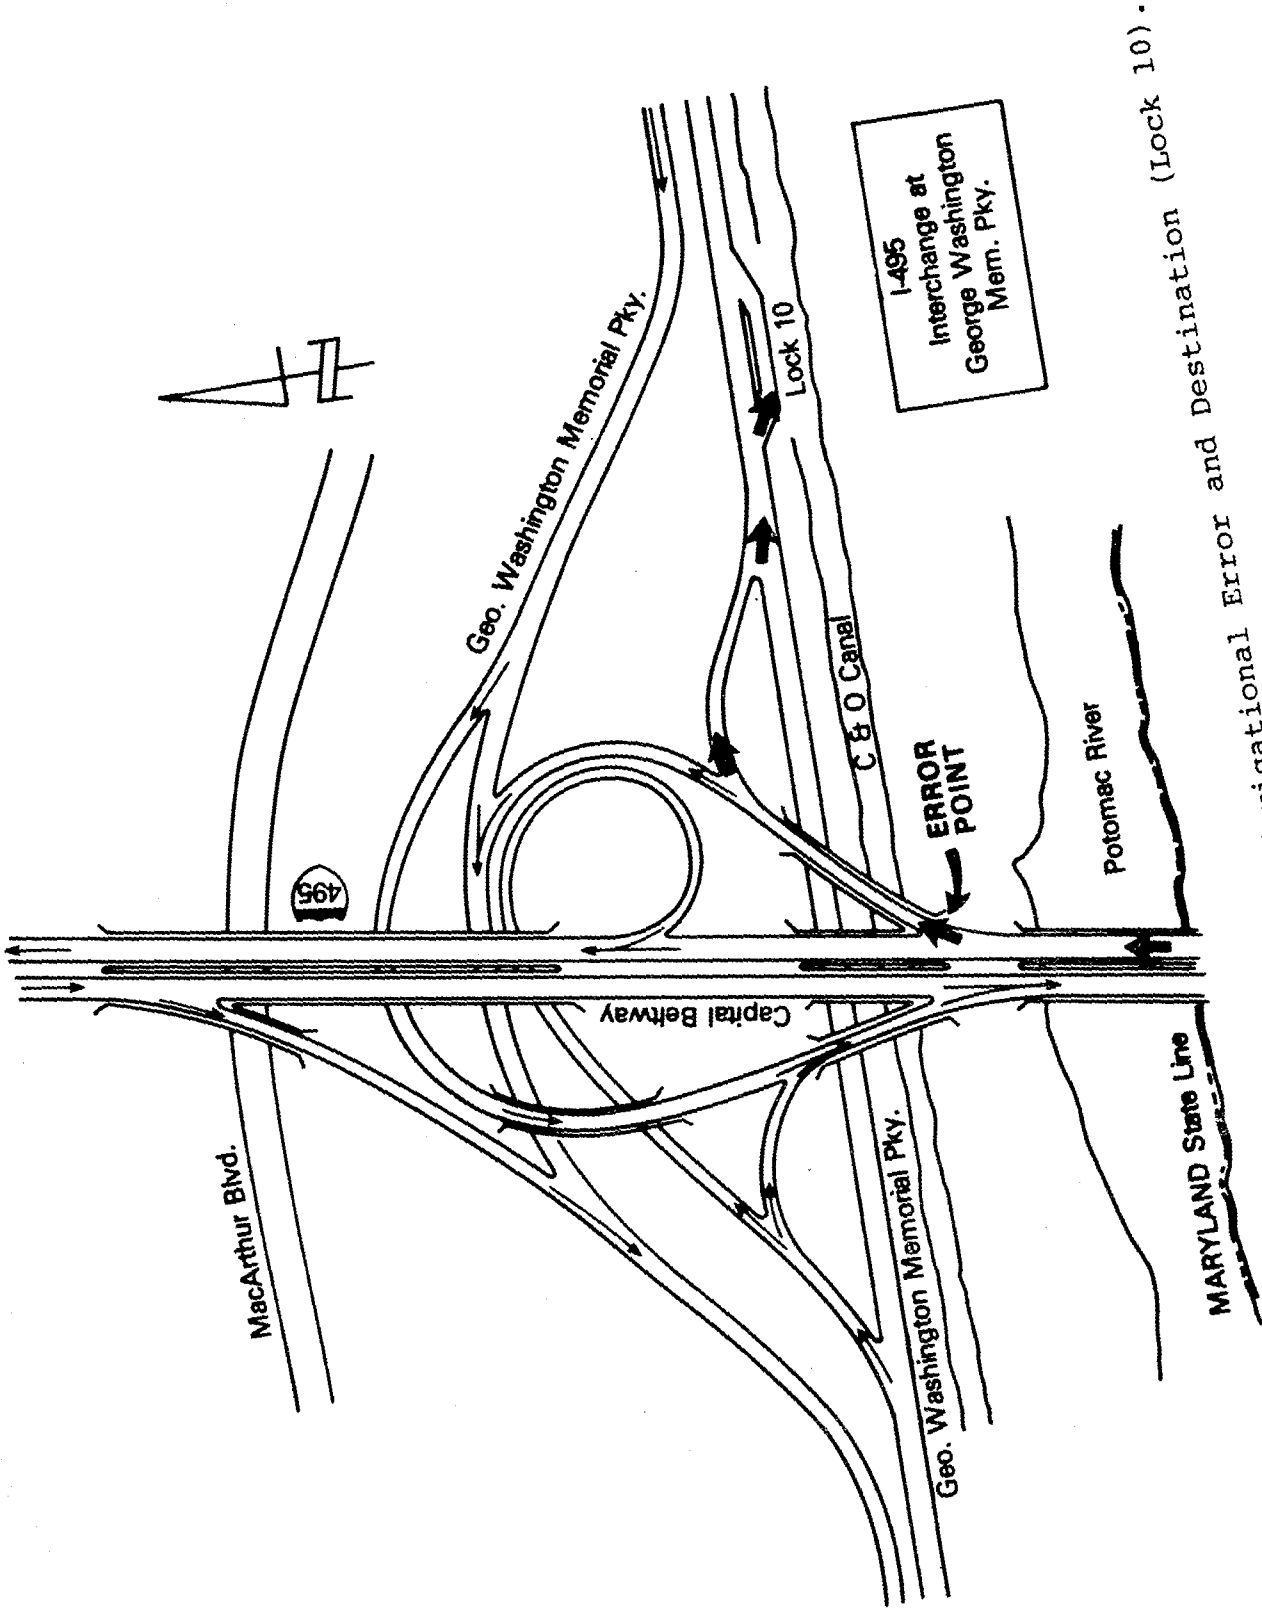 MacArthur Blvd.
495
Geo. Washington Memorial Pky.
Capital Beltway
Lock 10
C & O Canal
I-495
Interchange at
George Washington
Mem. Pky.
ERROR
POINT
Geo. Washington Memorial Pky.
Potomac River
MARYLAND State Line
Error and Destination (Lock 10).